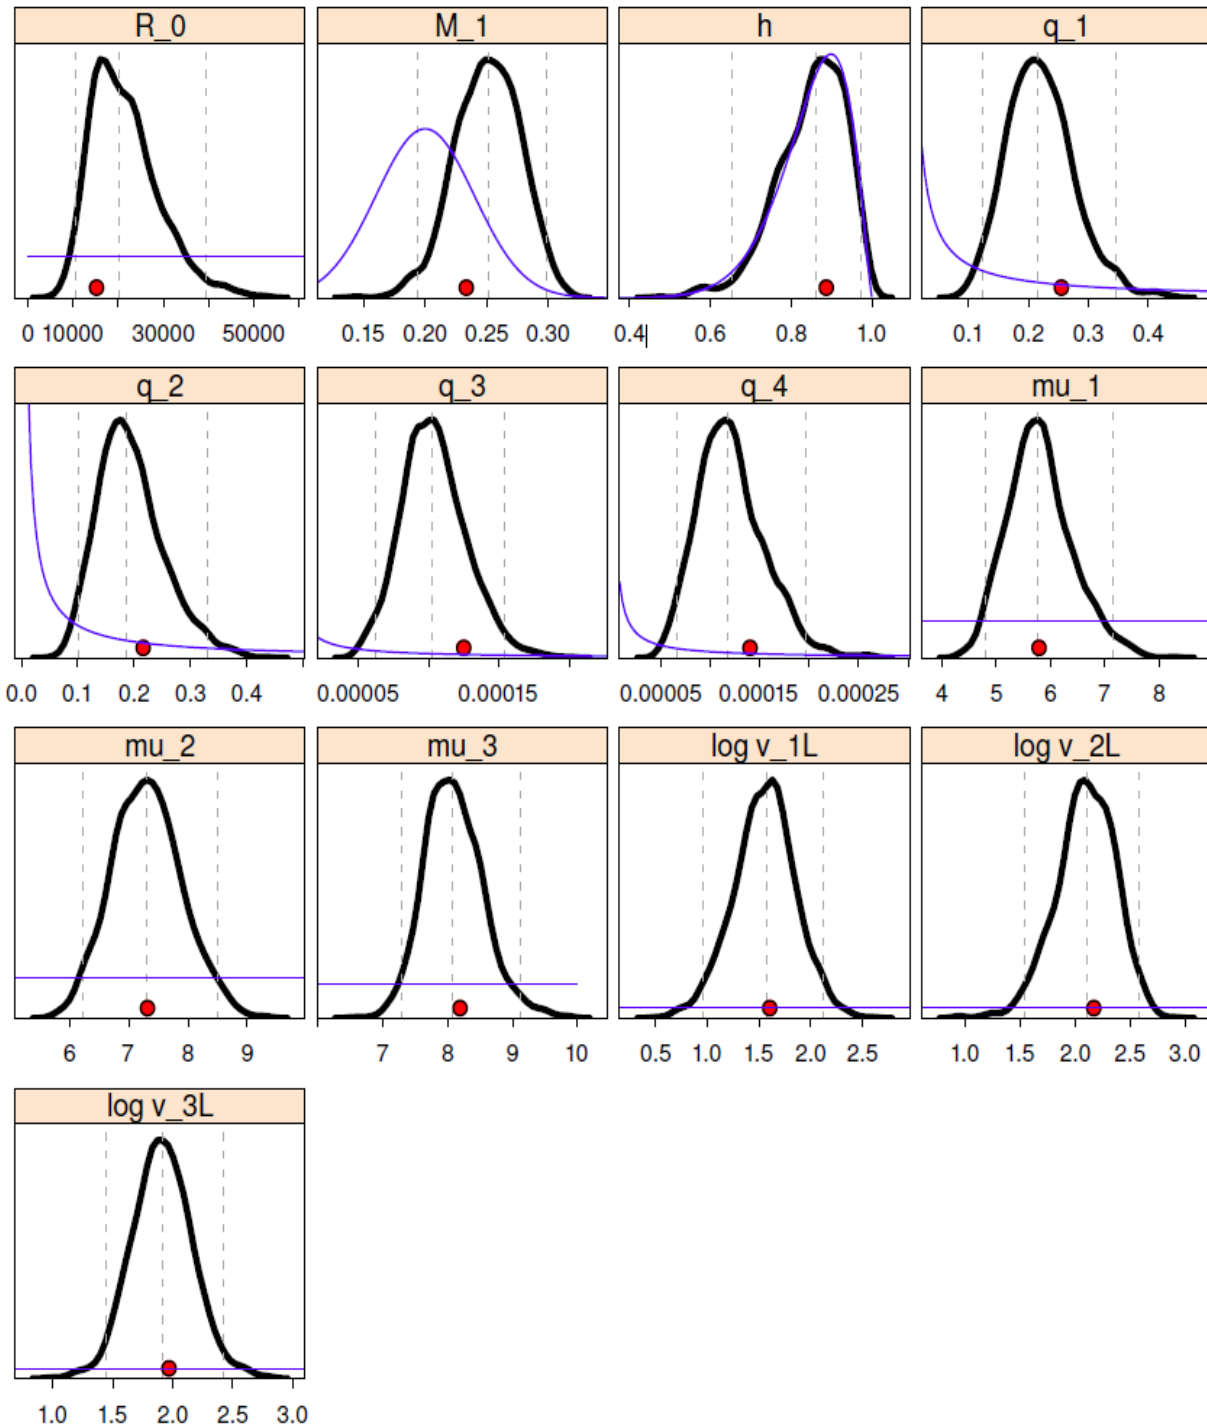 R_0 M_1 h q_1
0 10000 30000 50000 0.15 0.20 0.25 0.30 0.4 0.6 0.8 1.0 0.1 0.2 0.3 0.4
q_2 q_3 q_4 mu_1
0.0 0.1 0.2 0.3 0.4 0.00005 0.00015 0.00005 0.00015 0.00025 4 5 6 7 8
mu_2 mu_3 log v_1L log v_2L
6 7 8 9 7 8 9 10 0.5 1.0 1.5 2.0 2.5 1.0 1.5 2.0 2.5 3.0
log v_3L
1.0 1.5 2.0 2.5 3.0